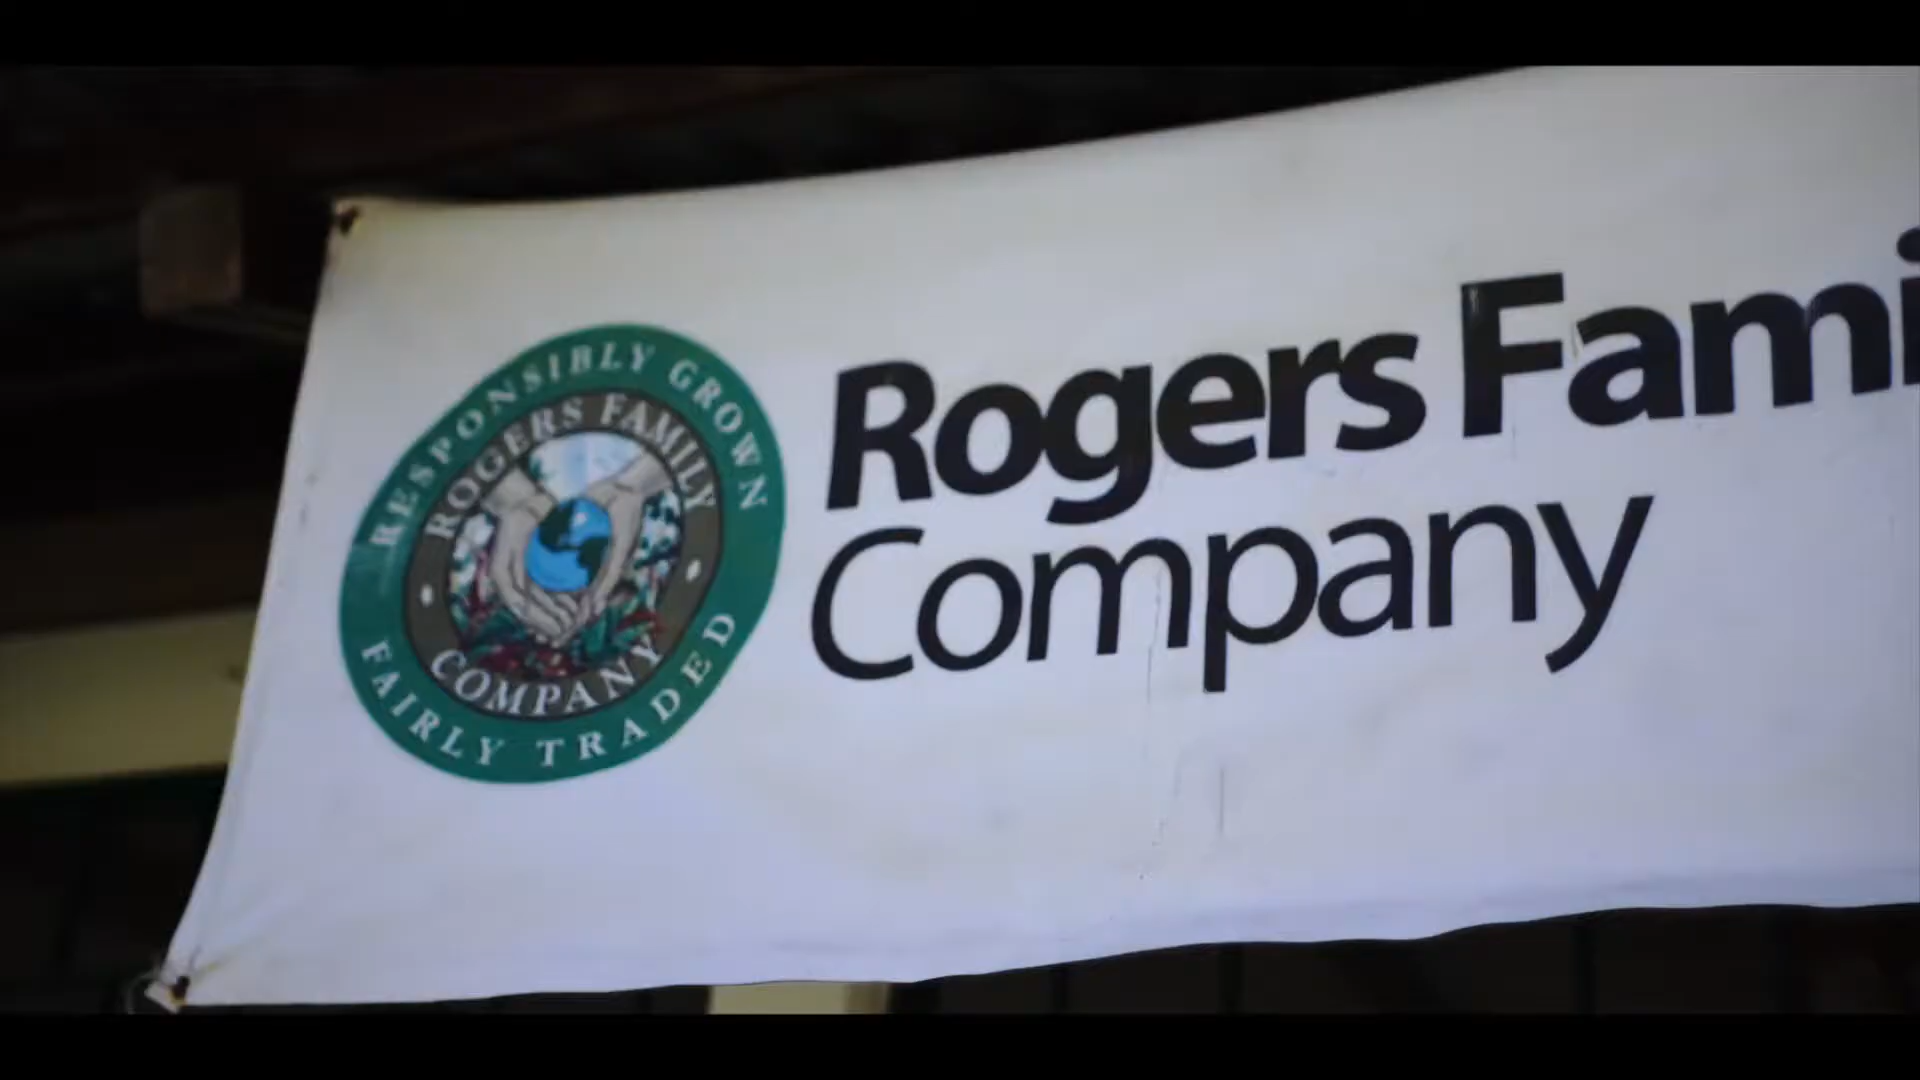 RESPONSIBLY GROWN
ROGERS FAMILY
COMPANY
FAIRLY TRADED
Rogers Fami
Company